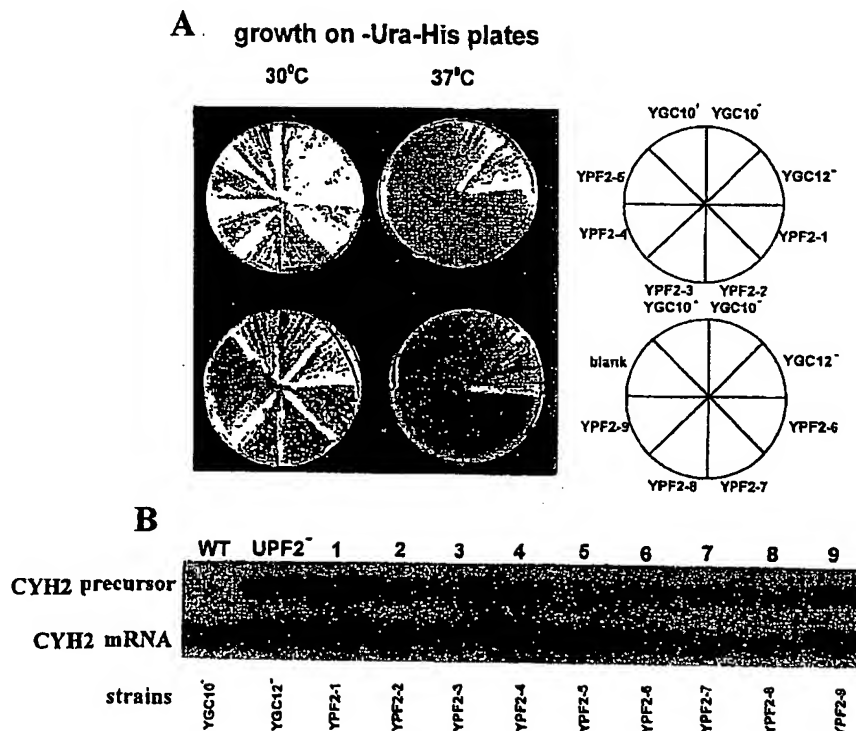 A
growth on -Ura-His plates
30°C 37°C
YGC10⁺ YGC10⁻
YPF2-5 YGC12⁻
YPF2-4 YPF2-1
YPF2-3 YPF2-2
YGC10⁺ YGC10⁻
blank YGC12⁻
YPF2-9 YPF2-6
YPF2-8 YPF2-7
B
WT UPF2⁻ 1 2 3 4 5 6 7 8 9
CYH2 precursor
CYH2 mRNA
strains YGC10⁺ YGC12⁻ YPF2-1 YPF2-2 YPF2-3 YPF2-4 YPF2-5 YPF2-6 YPF2-7 YPF2-8 YPF2-9